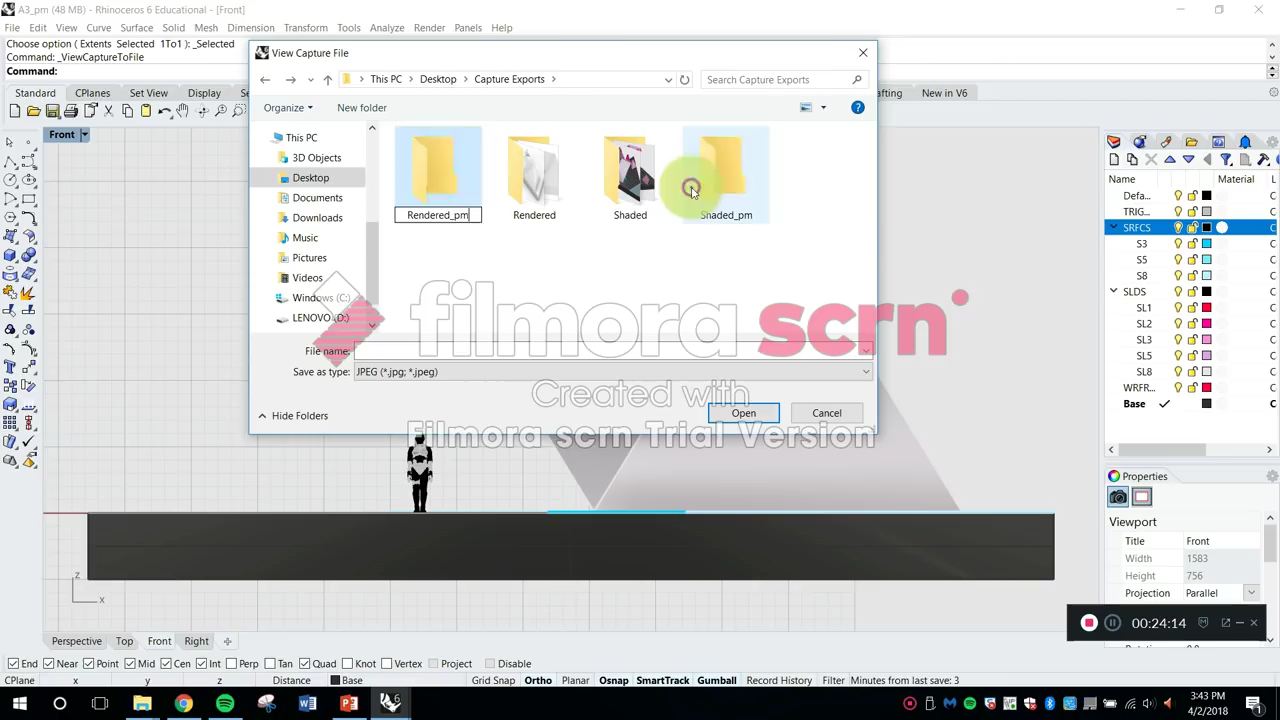 A3_pm (48 MB) - Rhinoceros 6 Educational - [Front]
File Edit View Curve Surface Solid Mesh Dimension Transform Tools Analyze Render Panels Help
Choose option ( Extents Selected 1To1 ): _Selected
Command: _ViewCaptureToFile
Command:
Standard CPlanes Set View Display
afting New in V6
Front
View Capture File
This PC Desktop Capture Exports
Search Capture Exports
Organize New folder
This PC
3D Objects
Desktop
Documents
Downloads
Music
Pictures
Videos
Windows (C:)
LENOVO (D:)
Rendered_pm Rendered Shaded Shaded_pm
File name:
Save as type: JPEG (*.jpg; *.jpeg)
Hide Folders Open Cancel
filmora scrn
Created with
Filmora scrn Trial Version
Name Material
Defa...
TRIG...
SRFCS
S3 C
S5 C
S8 C
SLDS
SL1 C
SL2 C
SL3 C
SL5 C
SL8 C
WRFR... C
Base C
Properties
Viewport
Title Front
Width 1583
Height 756
Projection Parallel
00:24:14
z
x
Perspective Top Front Right
End Near Point Mid Cen Int Perp Tan Quad Knot Vertex Project Disable
CPlane x y z Distance Base Grid Snap Ortho Planar Osnap SmartTrack Gumball Record History Filter Minutes from last save: 3
3:43 PM
4/2/2018